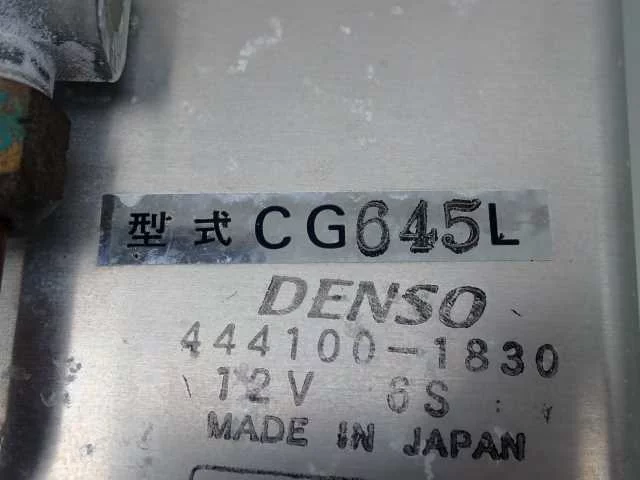 型式 CG645L
DENSO
444100-1830
12V 6S
MADE IN JAPAN